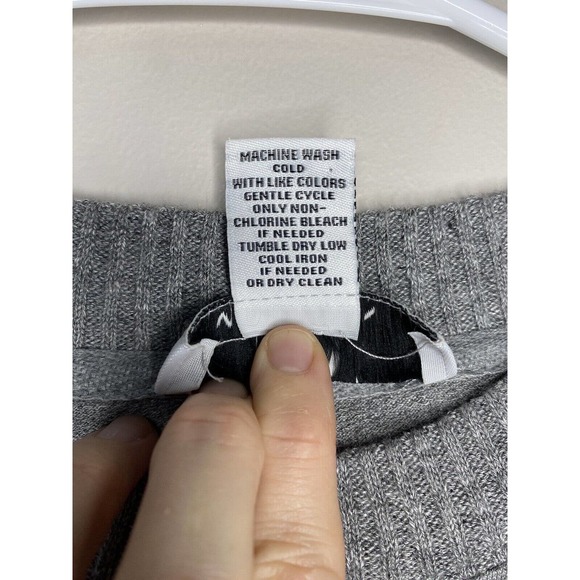 MACHINE WASH
COLD
WITH LIKE COLORS
GENTLE CYCLE
ONLY NON-
CHLORINE BLEACH
IF NEEDED
TUMBLE DRY LOW
COOL IRON
IF NEEDED
OR DRY CLEAN